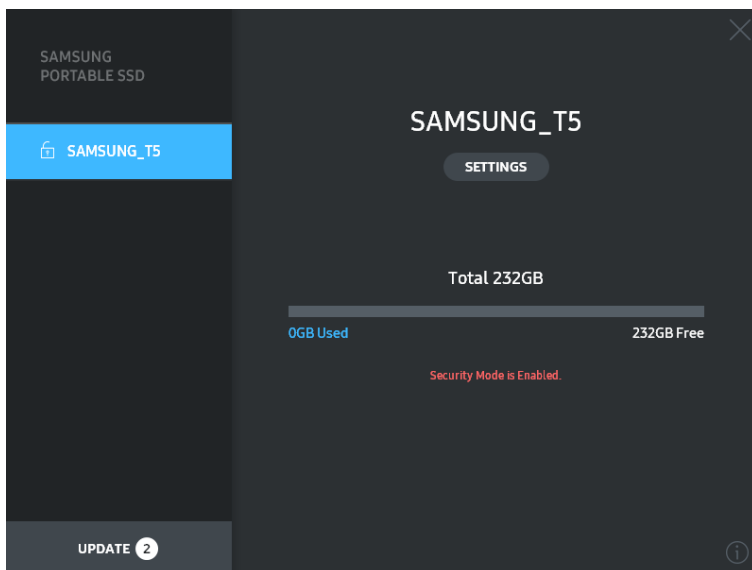 SAMSUNG
PORTABLE SSD
SAMSUNG_T5
SAMSUNG_T5
SETTINGS
Total 232GB
0GB Used
232GB Free
Security Mode is Enabled.
UPDATE 2